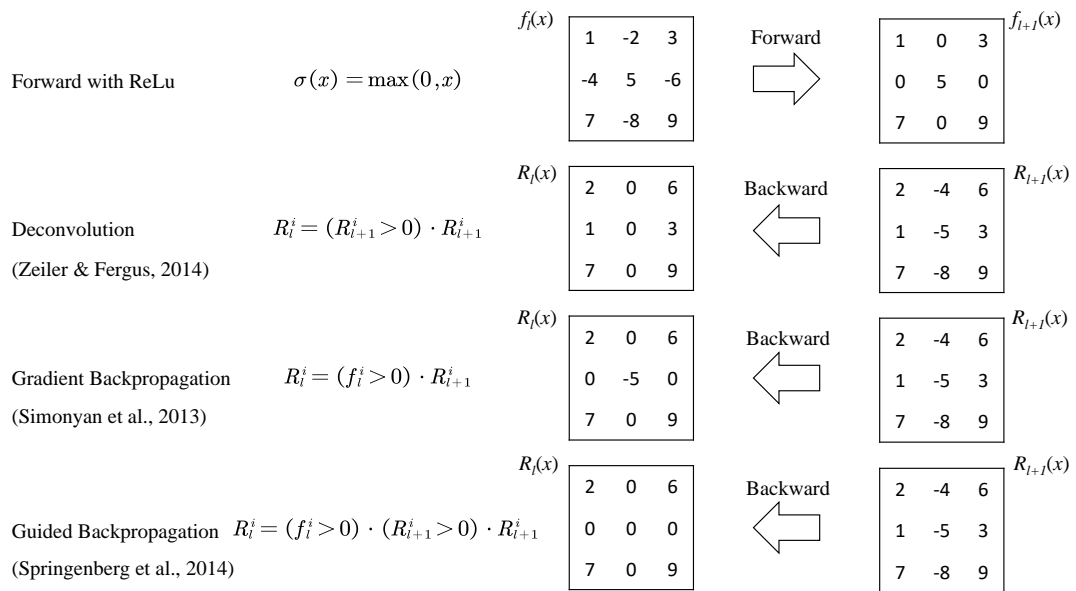 f_l(x) f_{l+1}(x)
1 -2 3 Forward 1 0 3
Forward with ReLu σ(x) = max(0,x) -4 5 -6 0 5 0
7 -8 9 7 0 9
R_l(x) R_{l+1}(x)
2 0 6 Backward 2 -4 6
Deconvolution R_l^i = (R_{l+1}^i > 0) · R_{l+1}^i 1 0 3 1 -5 3
(Zeiler & Fergus, 2014) 7 0 9 7 -8 9
R_l(x) R_{l+1}(x)
2 0 6 Backward 2 -4 6
Gradient Backpropagation R_l^i = (f_l^i > 0) · R_{l+1}^i 0 -5 0 1 -5 3
(Simonyan et al., 2013) 7 0 9 7 -8 9
R_l(x) R_{l+1}(x)
2 0 6 Backward 2 -4 6
Guided Backpropagation R_l^i = (f_l^i > 0) · (R_{l+1}^i > 0) · R_{l+1}^i 0 0 0 1 -5 3
(Springenberg et al., 2014) 7 0 9 7 -8 9